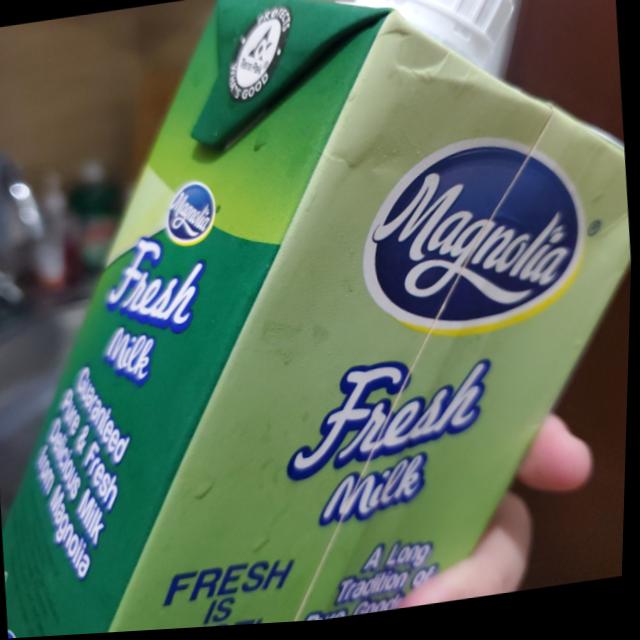 Magnolia
Fresh
Milk
Guaranteed
Pure & Fresh
Delicious Milk
from Magnolia
Magnolia
Fresh
Milk
A Long
Tradition of
FRESH
IS